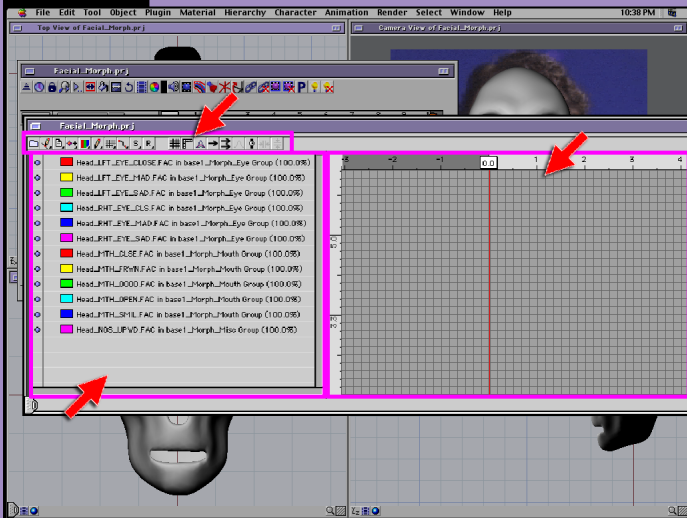 File Edit Tool Object Plugin Material Hierarchy Character Animation Render Select Window Help 10:38 PM
Top View of Facial_Morph.prj
Camera View of Facial_Morph.prj
Facial_Morph.prj
P
Facial_Morph.prj
S, R,
Head_LFT_EYE_CLOSE.FAC in base1_Morph_Eye Group (100.0%)
Head_LFT_EYE_MAD.FAC in base1_Morph_Eye Group (100.0%)
Head_LFT_EYE_SAD.FAC in base1_Morph_Eye Group (100.0%)
Head_RHT_EYE_CLS.FAC in base1_Morph_Eye Group (100.0%)
Head_RHT_EYE_MAD.FAC in base1_Morph_Eye Group (100.0%)
Head_RHT_EYE_SAD.FAC in base1_Morph_Eye Group (100.0%)
Head_MTH_CLSE.FAC in base1_Morph_Mouth Group (100.0%)
Head_MTH_FRWN.FAC in base1_Morph_Mouth Group (100.0%)
Head_MTH_OOOO.FAC in base1_Morph_Mouth Group (100.0%)
Head_MTH_OPEN.FAC in base1_Morph_Mouth Group (100.0%)
Head_MTH_SMIL.FAC in base1_Morph_Mouth Group (100.0%)
Head_NOS_UPWD.FAC in base1_Morph_Misc Group (100.0%)
-3 -2 -1 0.0 1 2 3 4